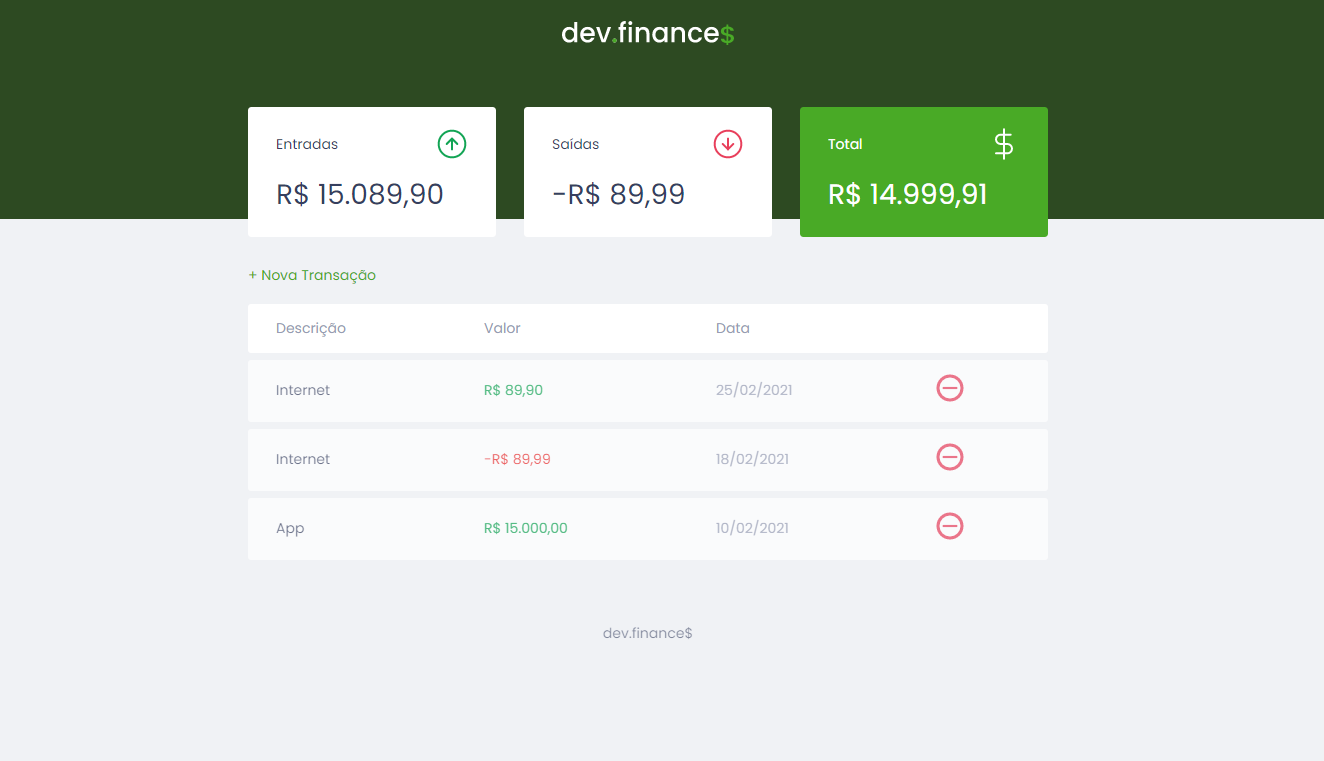 dev.finance$
Entradas
R$ 15.089,90
Saídas
-R$ 89,99
Total
R$ 14.999,91
+ Nova Transação
Descrição Valor Data
Internet R$ 89,90 25/02/2021
Internet -R$ 89,99 18/02/2021
App R$ 15.000,00 10/02/2021
dev.finance$